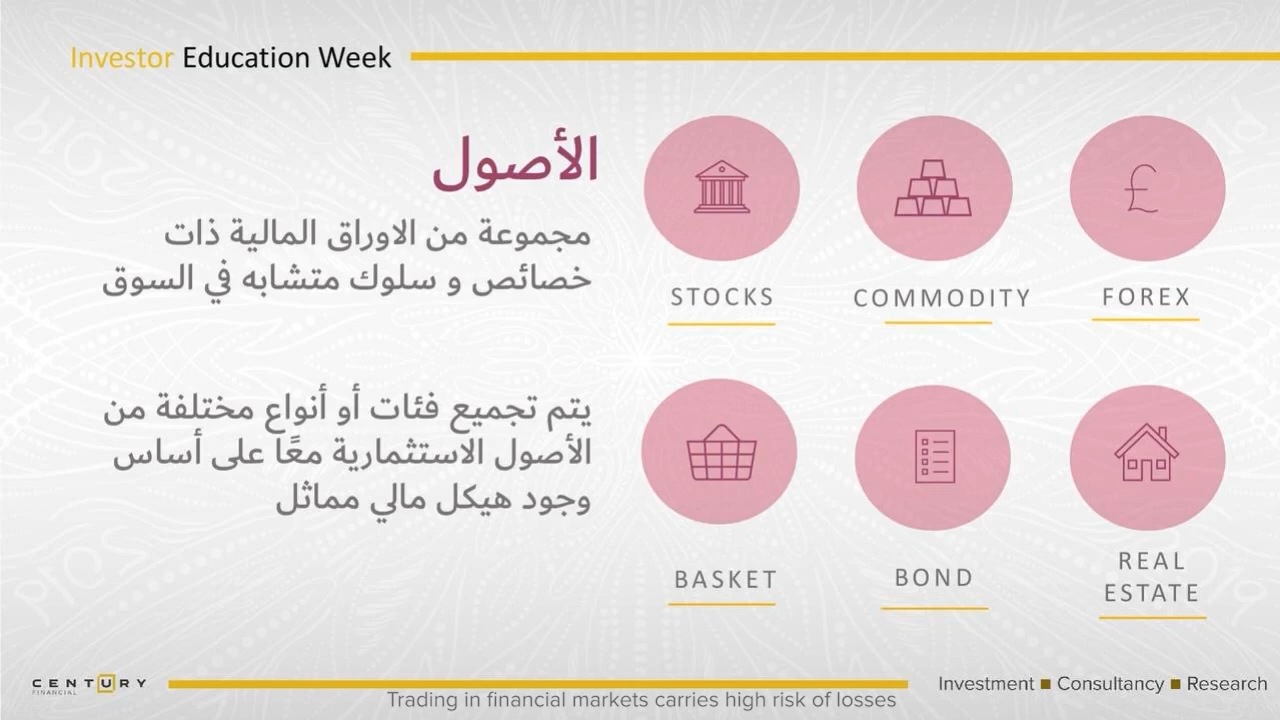 Investor Education Week
الأصول
مجموعة من الاوراق المالية ذات
خصائص و سلوك متشابه في السوق
يتم تجميع فئات أو أنواع مختلفة من
الأصول الاستثمارية معًا على أساس
وجود هيكل مالي مماثل
STOCKS
COMMODITY
FOREX
BASKET
BOND
REAL
ESTATE
CENTURY
FINANCIAL
Trading in financial markets carries high risk of losses
Investment ■ Consultancy ■ Research